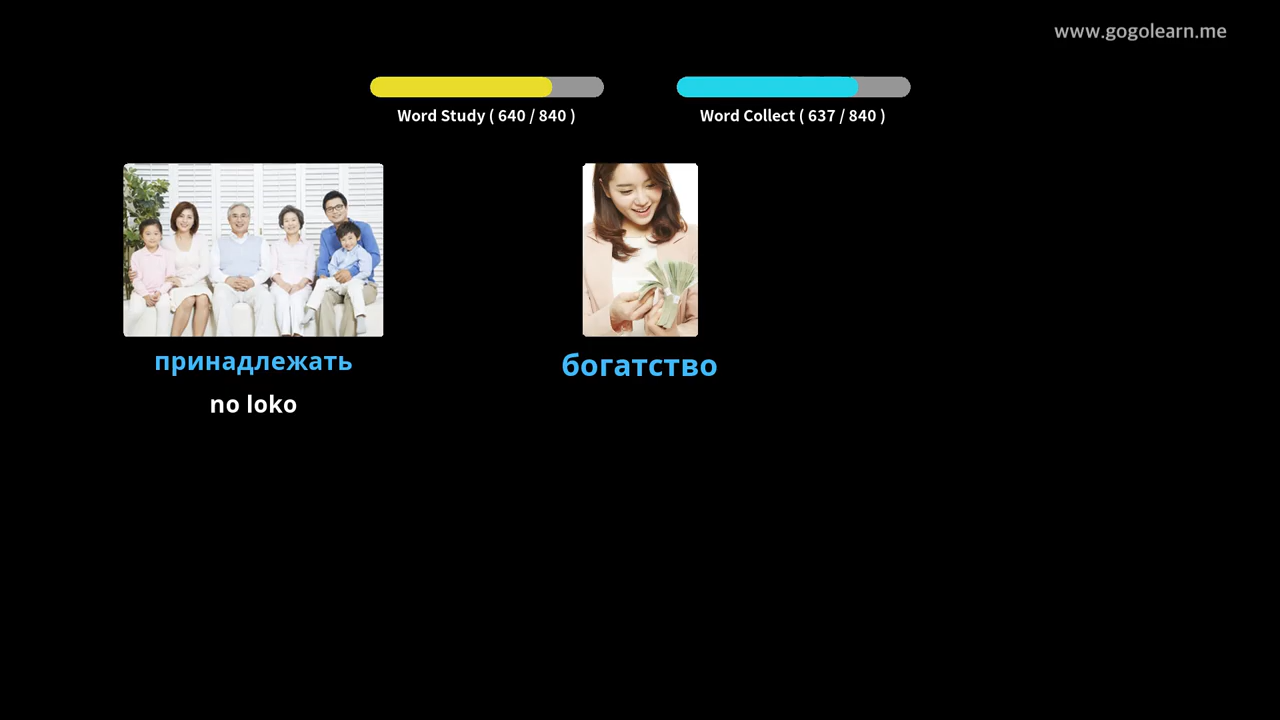 www.gogolearn.me
Word Study ( 640 / 840 )
Word Collect ( 637 / 840 )
принадлежать
no loko
богатство